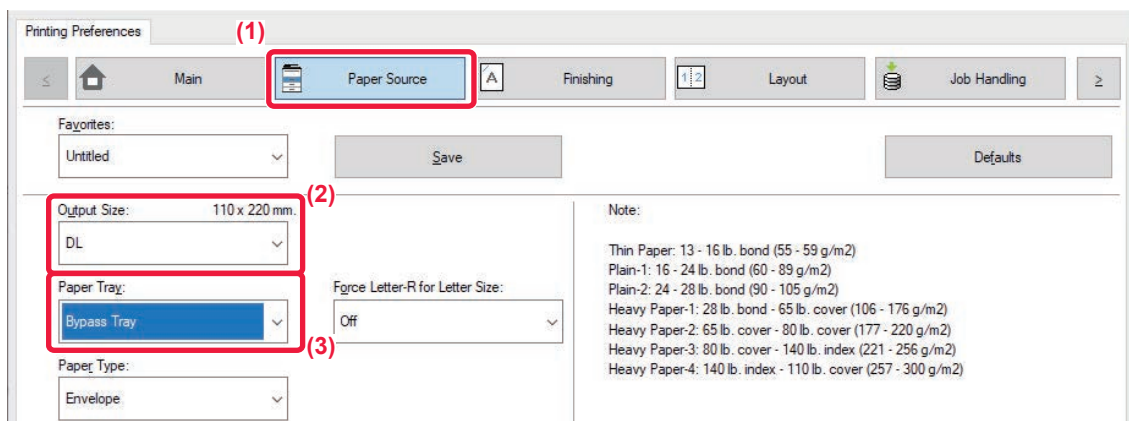 Printing Preferences
(1)
≤
Main
Paper Source
A
Finishing
1 2
Layout
Job Handling
≥
Favorites:
Untitled
Save
Defaults
(2)
Output Size: 110 x 220 mm.
DL
Paper Tray:
Bypass Tray
(3)
Force Letter-R for Letter Size:
Off
Paper Type:
Envelope
Note:
Thin Paper: 13 - 16 lb. bond (55 - 59 g/m2)
Plain-1: 16 - 24 lb. bond (60 - 89 g/m2)
Plain-2: 24 - 28 lb. bond (90 - 105 g/m2)
Heavy Paper-1: 28 lb. bond - 65 lb. cover (106 - 176 g/m2)
Heavy Paper-2: 65 lb. cover - 80 lb. cover (177 - 220 g/m2)
Heavy Paper-3: 80 lb. cover - 140 lb. index (221 - 256 g/m2)
Heavy Paper-4: 140 lb. index - 110 lb. cover (257 - 300 g/m2)